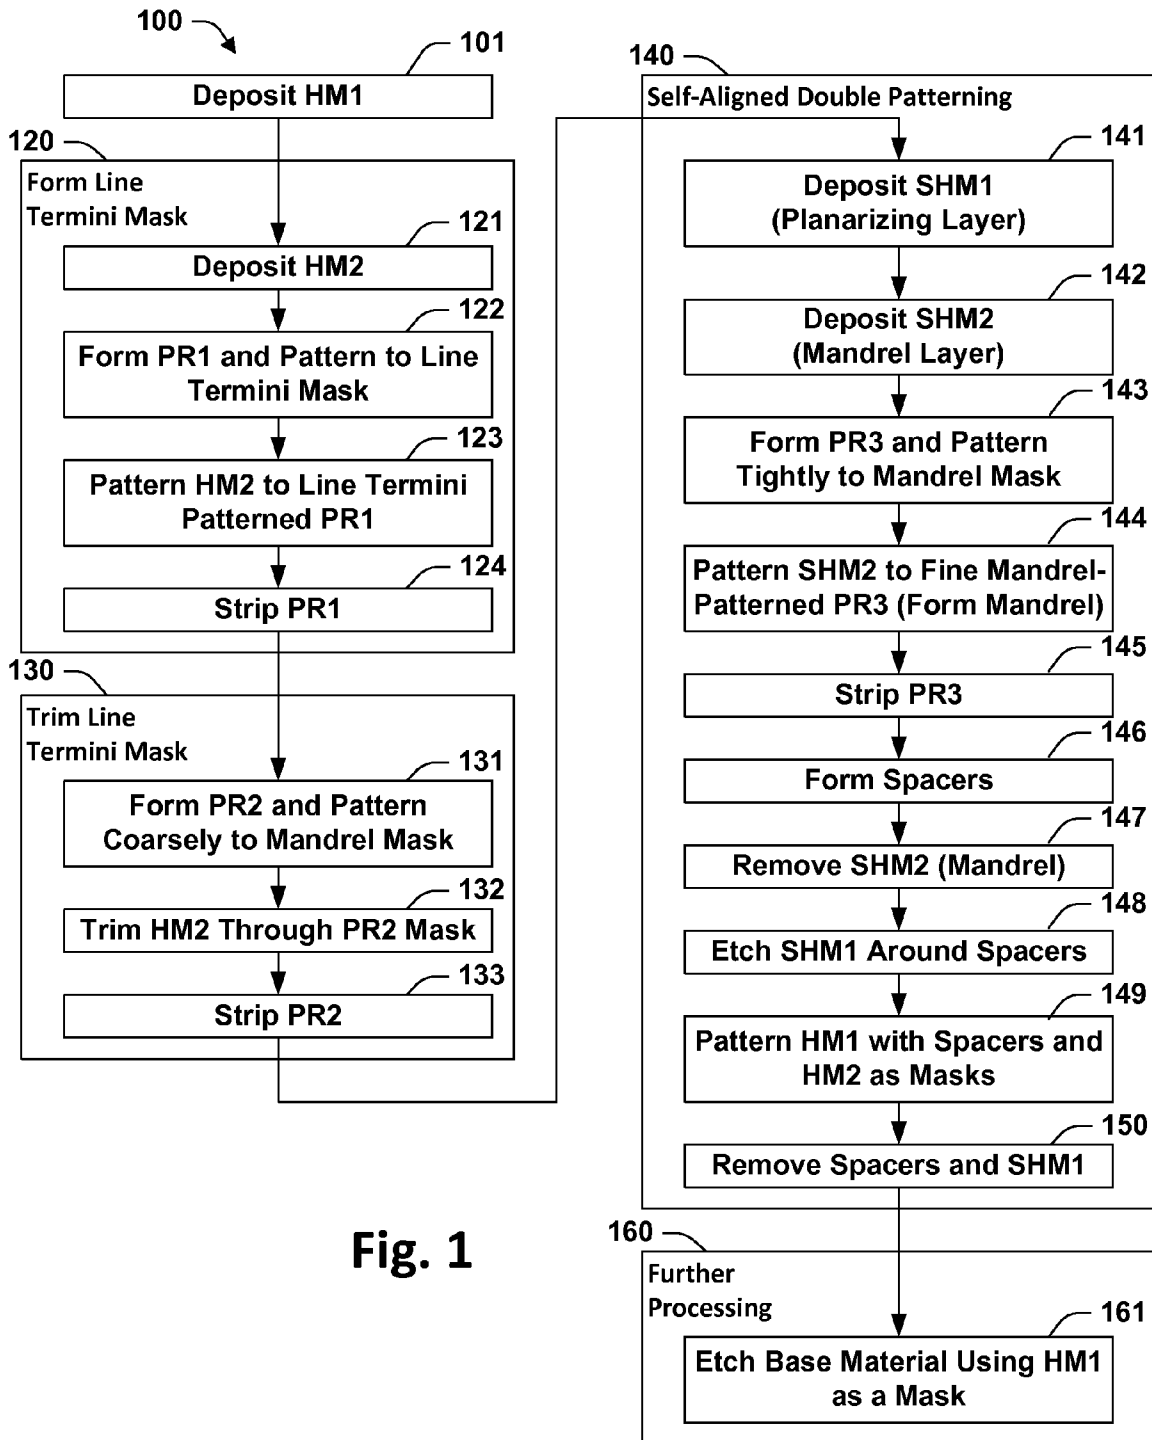 100
101
Deposit HM1
120
Form Line
Termini Mask
121
Deposit HM2
122
Form PR1 and Pattern to Line
Termini Mask
123
Pattern HM2 to Line Termini
Patterned PR1
124
Strip PR1
130
Trim Line
Termini Mask
131
Form PR2 and Pattern
Coarsely to Mandrel Mask
132
Trim HM2 Through PR2 Mask
133
Strip PR2
140
Self-Aligned Double Patterning
141
Deposit SHM1
(Planarizing Layer)
142
Deposit SHM2
(Mandrel Layer)
143
Form PR3 and Pattern
Tightly to Mandrel Mask
144
Pattern SHM2 to Fine Mandrel-
Patterned PR3 (Form Mandrel)
145
Strip PR3
146
Form Spacers
147
Remove SHM2 (Mandrel)
148
Etch SHM1 Around Spacers
149
Pattern HM1 with Spacers and
HM2 as Masks
150
Remove Spacers and SHM1
160
Further
Processing
161
Etch Base Material Using HM1
as a Mask
Fig. 1